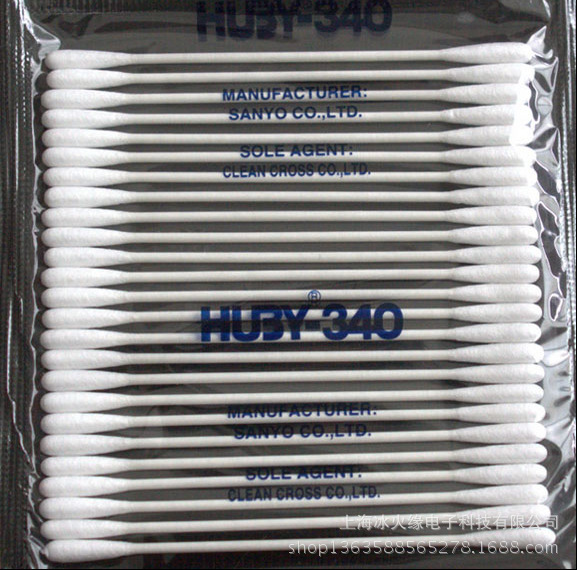 HUBY-340
MANUFACTURER:
SANYO CO.,LTD.
SOLE AGENT:
CLEAN CROSS CO.,LTD.
HUBY-340®
MANUFACTURER:
SANYO CO.,LTD.
SOLE AGENT:
CLEAN CROSS CO.,LTD.
上海冰火缘电子科技有限公司
shop1363588565278.1688.com